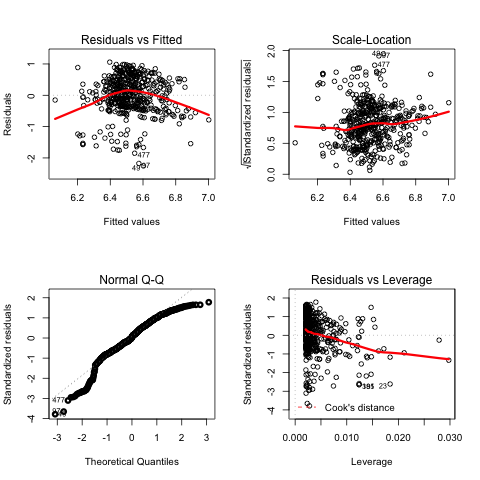 Residuals vs Fitted
Residuals
1
0
-1
-2
477
6.2 6.4 6.6 6.8 7.0
Fitted values
Scale-Location
√|Standardized residuals|
2.0
1.5
1.0
0.5
0.0
477
6.2 6.4 6.6 6.8 7.0
Fitted values
Normal Q-Q
Standardized residuals
2
1
0
-1
-2
-3
-4
477
-3 -2 -1 0 1 2 3
Theoretical Quantiles
Residuals vs Leverage
Standardized residuals
2
1
0
-1
-2
-3
-4
23
Cook's distance
0.000 0.010 0.020 0.030
Leverage